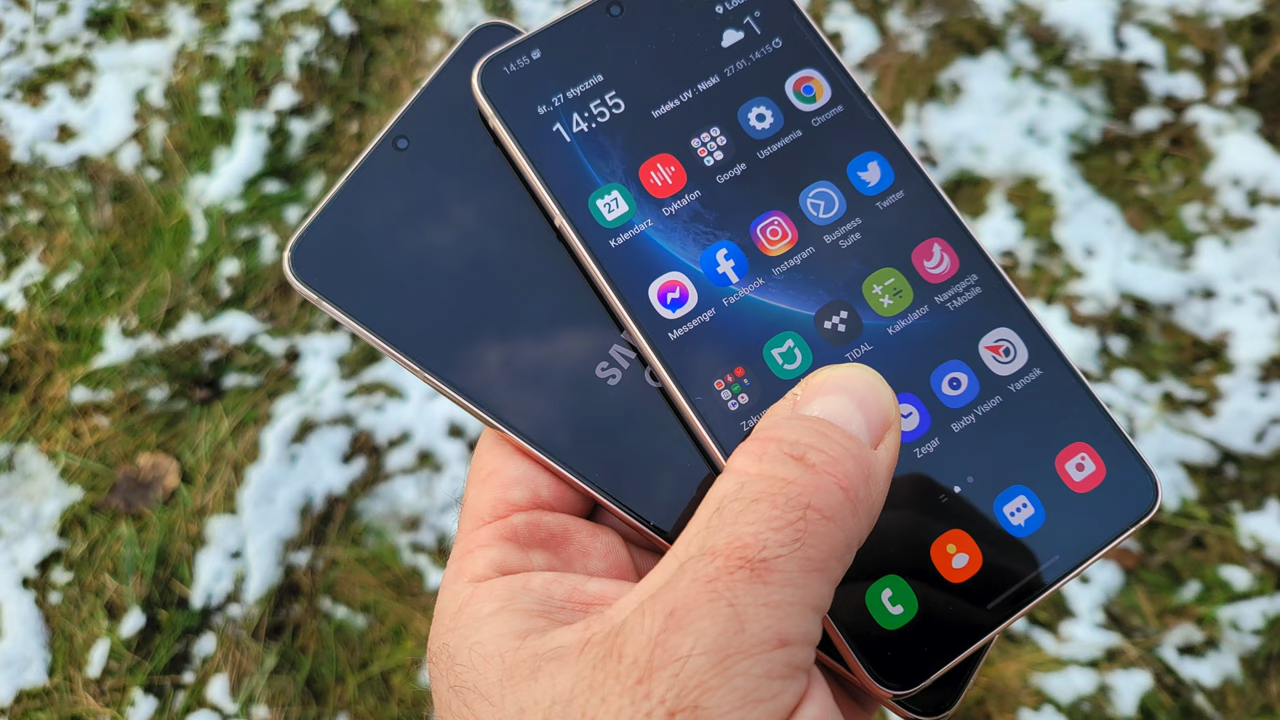 14:55
śr., 27 stycznia
14:55
1°
Indeks UV : Niski
27.01, 14:15
27
Kalendarz
Dyktafon
Google
Ustawienia
Chrome
Messenger
Facebook
Instagram
Business
Suite
Twitter
TIDAL
Kalkulator
Nawigacja
T-Mobile
Zegar
Bixby Vision
Yanosik